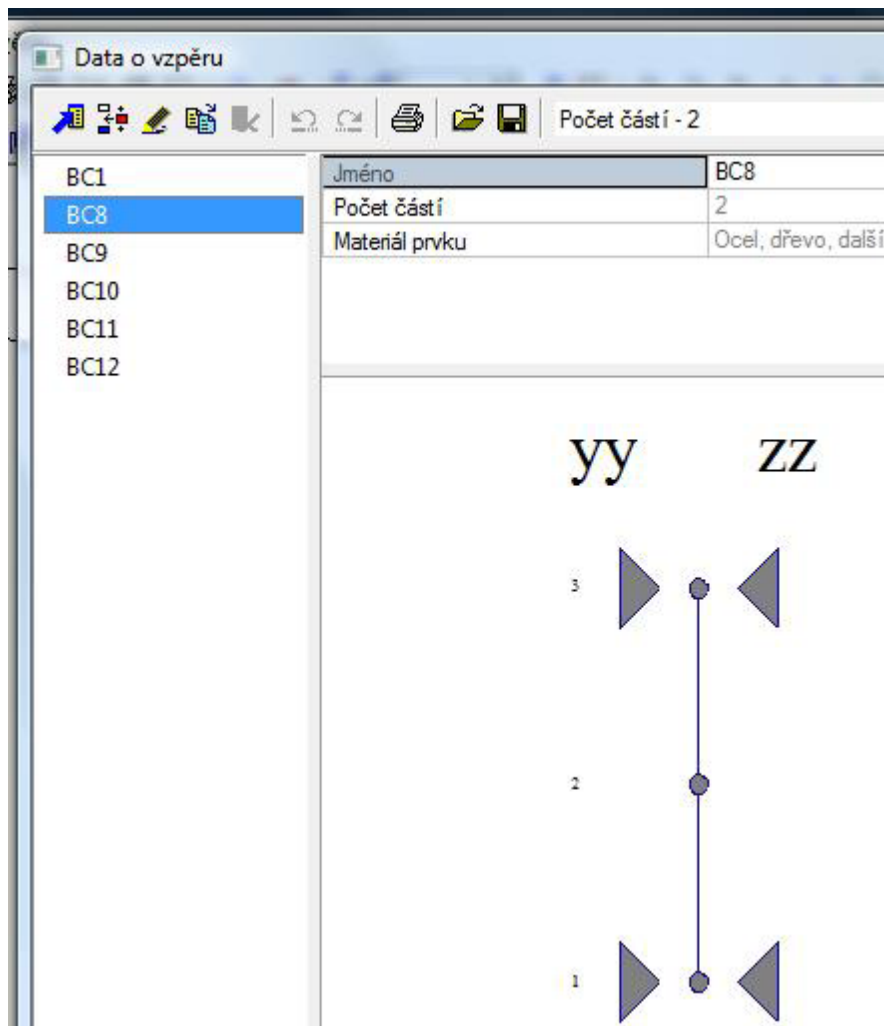 Data o vzpěru
Počet částí - 2
BC1
BC8
BC9
BC10
BC11
BC12
Jméno BC8
Počet částí 2
Materiál prvku Ocel, dřevo, další
yy zz
3
2
1